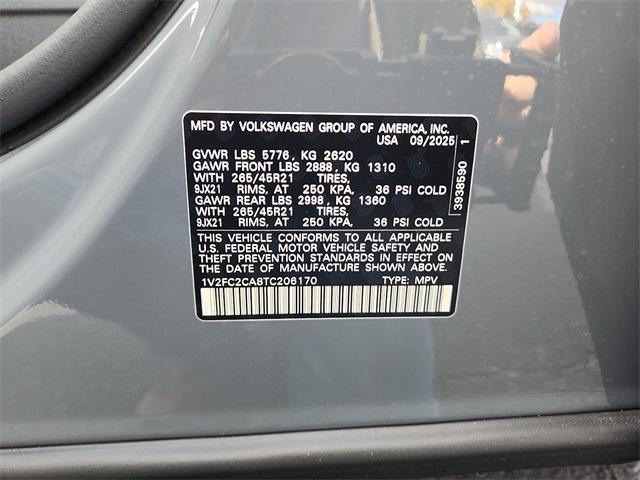 MFD BY VOLKSWAGEN GROUP OF AMERICA, INC.
USA 09/2025
GVWR LBS 5776 , KG 2620
GAWR FRONT LBS 2888 , KG 1310
WITH 265/45R21 TIRES,
9JX21 RIMS, AT 250 KPA, 36 PSI COLD
GAWR REAR LBS 2998 , KG 1360
WITH 265/45R21 TIRES,
9JX21 RIMS, AT 250 KPA, 36 PSI COLD
THIS VEHICLE CONFORMS TO ALL APPLICABLE
U.S. FEDERAL MOTOR VEHICLE SAFETY AND
THEFT PREVENTION STANDARDS IN EFFECT ON
THE DATE OF MANUFACTURE SHOWN ABOVE.
1V2FC2CA8TC206170 TYPE: MPV
3938590 1